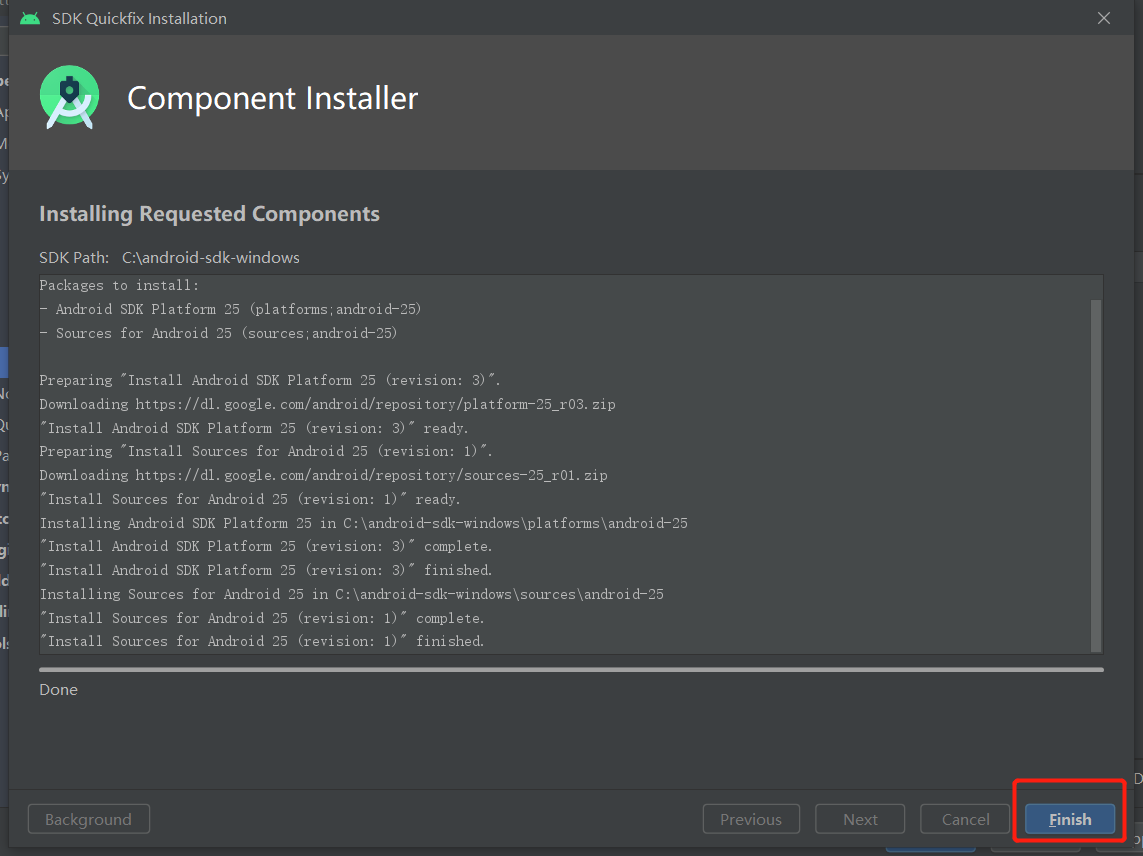 SDK Quickfix Installation
Component Installer
Installing Requested Components
SDK Path: C:\android-sdk-windows
Packages to install:
- Android SDK Platform 25 (platforms;android-25)
- Sources for Android 25 (sources;android-25)
Preparing "Install Android SDK Platform 25 (revision: 3)".
Downloading https://dl.google.com/android/repository/platform-25_r03.zip
"Install Android SDK Platform 25 (revision: 3)" ready.
Preparing "Install Sources for Android 25 (revision: 1)".
Downloading https://dl.google.com/android/repository/sources-25_r01.zip
"Install Sources for Android 25 (revision: 1)" ready.
Installing Android SDK Platform 25 in C:\android-sdk-windows\platforms\android-25
"Install Android SDK Platform 25 (revision: 3)" complete.
"Install Android SDK Platform 25 (revision: 3)" finished.
Installing Sources for Android 25 in C:\android-sdk-windows\sources\android-25
"Install Sources for Android 25 (revision: 1)" complete.
"Install Sources for Android 25 (revision: 1)" finished.
Done
Background Previous Next Cancel Finish